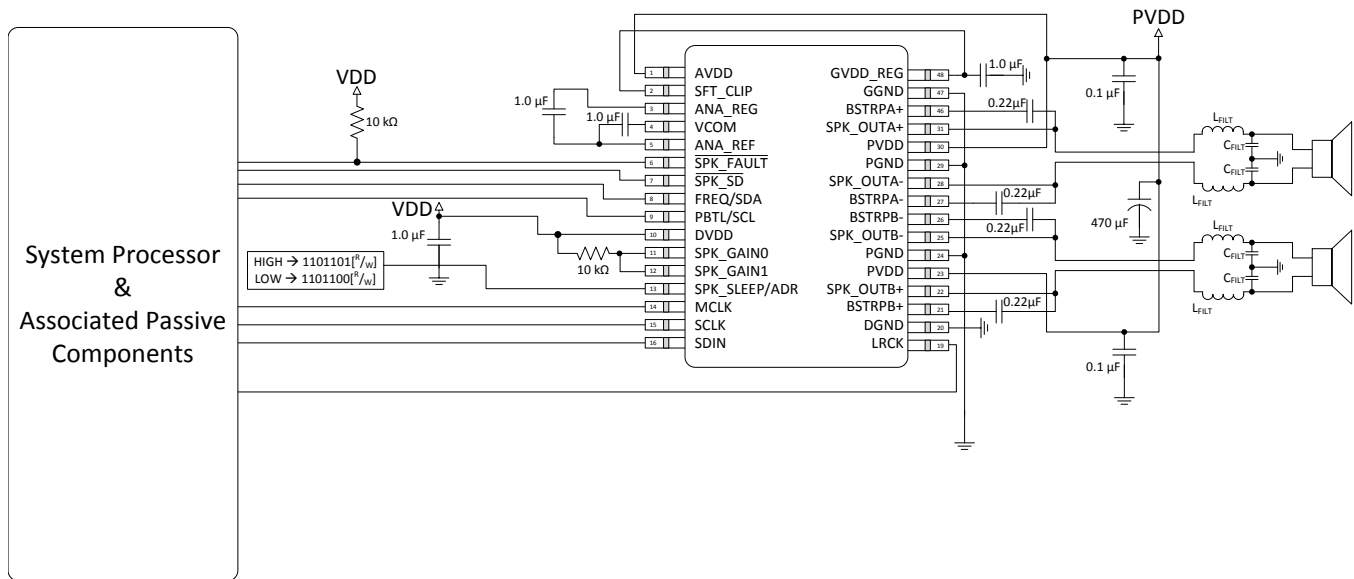 System Processor
&
Associated Passive
Components
VDD
10 kΩ
VDD
1.0 µF
HIGH → 1101101[R/W]
LOW → 1101100[R/W]
1.0 µF
1.0 µF
10 kΩ
1 AVDD
2 SFT_CLIP
3 ANA_REG
4 VCOM
5 ANA_REF
6 SPK_FAULT
7 SPK_SD
8 FREQ/SDA
9 PBTL/SCL
10 DVDD
11 SPK_GAIN0
12 SPK_GAIN1
13 SPK_SLEEP/ADR
14 MCLK
15 SCLK
16 SDIN
GVDD_REG 48
GGND 47
BSTRPA+ 46
SPK_OUTA+ 31
PVDD 30
PGND 29
SPK_OUTA- 28
BSTRPA- 27
BSTRPB- 26
SPK_OUTB- 25
PGND 24
PVDD 23
SPK_OUTB+ 22
BSTRPB+ 21
DGND 20
LRCK 19
1.0 µF
0.22µF
0.22µF
0.22µF
0.22µF
PVDD
0.1 µF
470 µF
0.1 µF
LFILT
CFILT
CFILT
LFILT
LFILT
CFILT
CFILT
LFILT